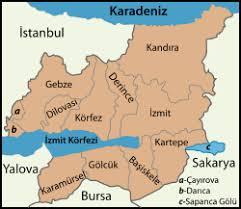 Karadeniz
İstanbul
Kandıra
Gebze
Derince
Dilovası
a
b
Körfez
İzmit
İzmit Körfezi
Kartepe
c
Yalova
Sakarya
Gölcük
Başiskele
Karamürsel
Bursa
a-Çayırova
b-Darıca
c-Sapanca Gölü